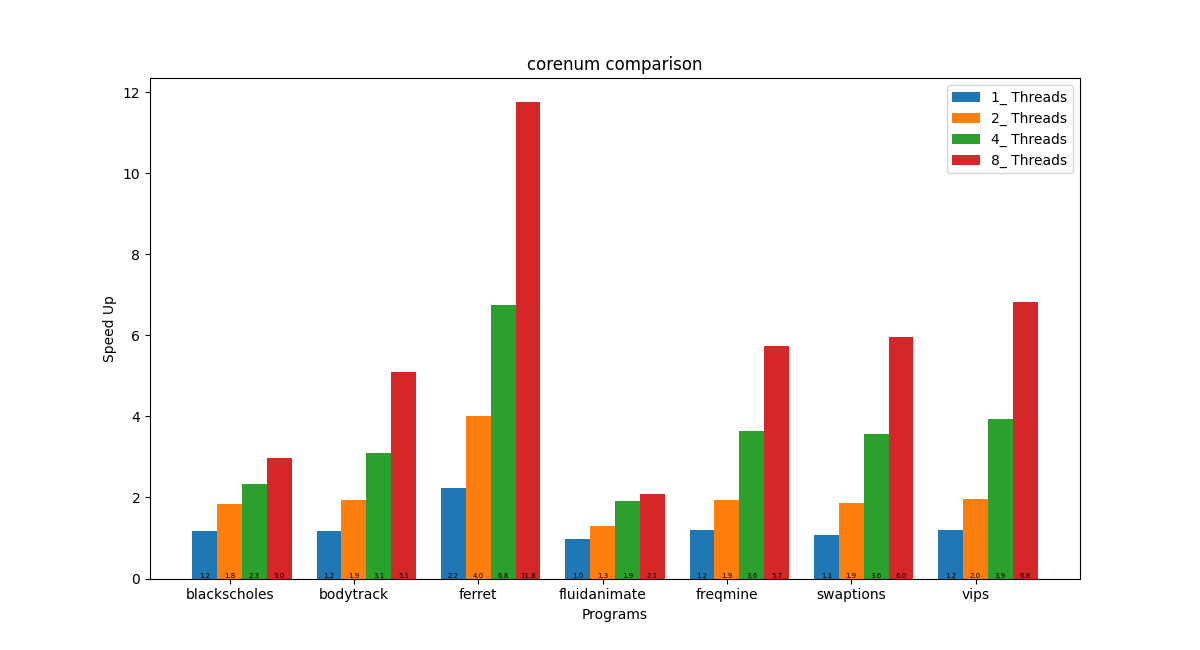 corenum comparison
12
10
8
6
4
2
0
Speed Up
1_ Threads
2_ Threads
4_ Threads
8_ Threads
1.2 1.8 2.3 3.0 1.2 1.9 3.1 5.1 2.2 4.0 6.8 11.8 1.0 1.3 1.9 2.1 1.2 1.9 3.6 5.7 1.1 1.9 3.6 6.0 1.2 2.0 3.9 6.8
blackscholes bodytrack ferret fluidanimate freqmine swaptions vips
Programs